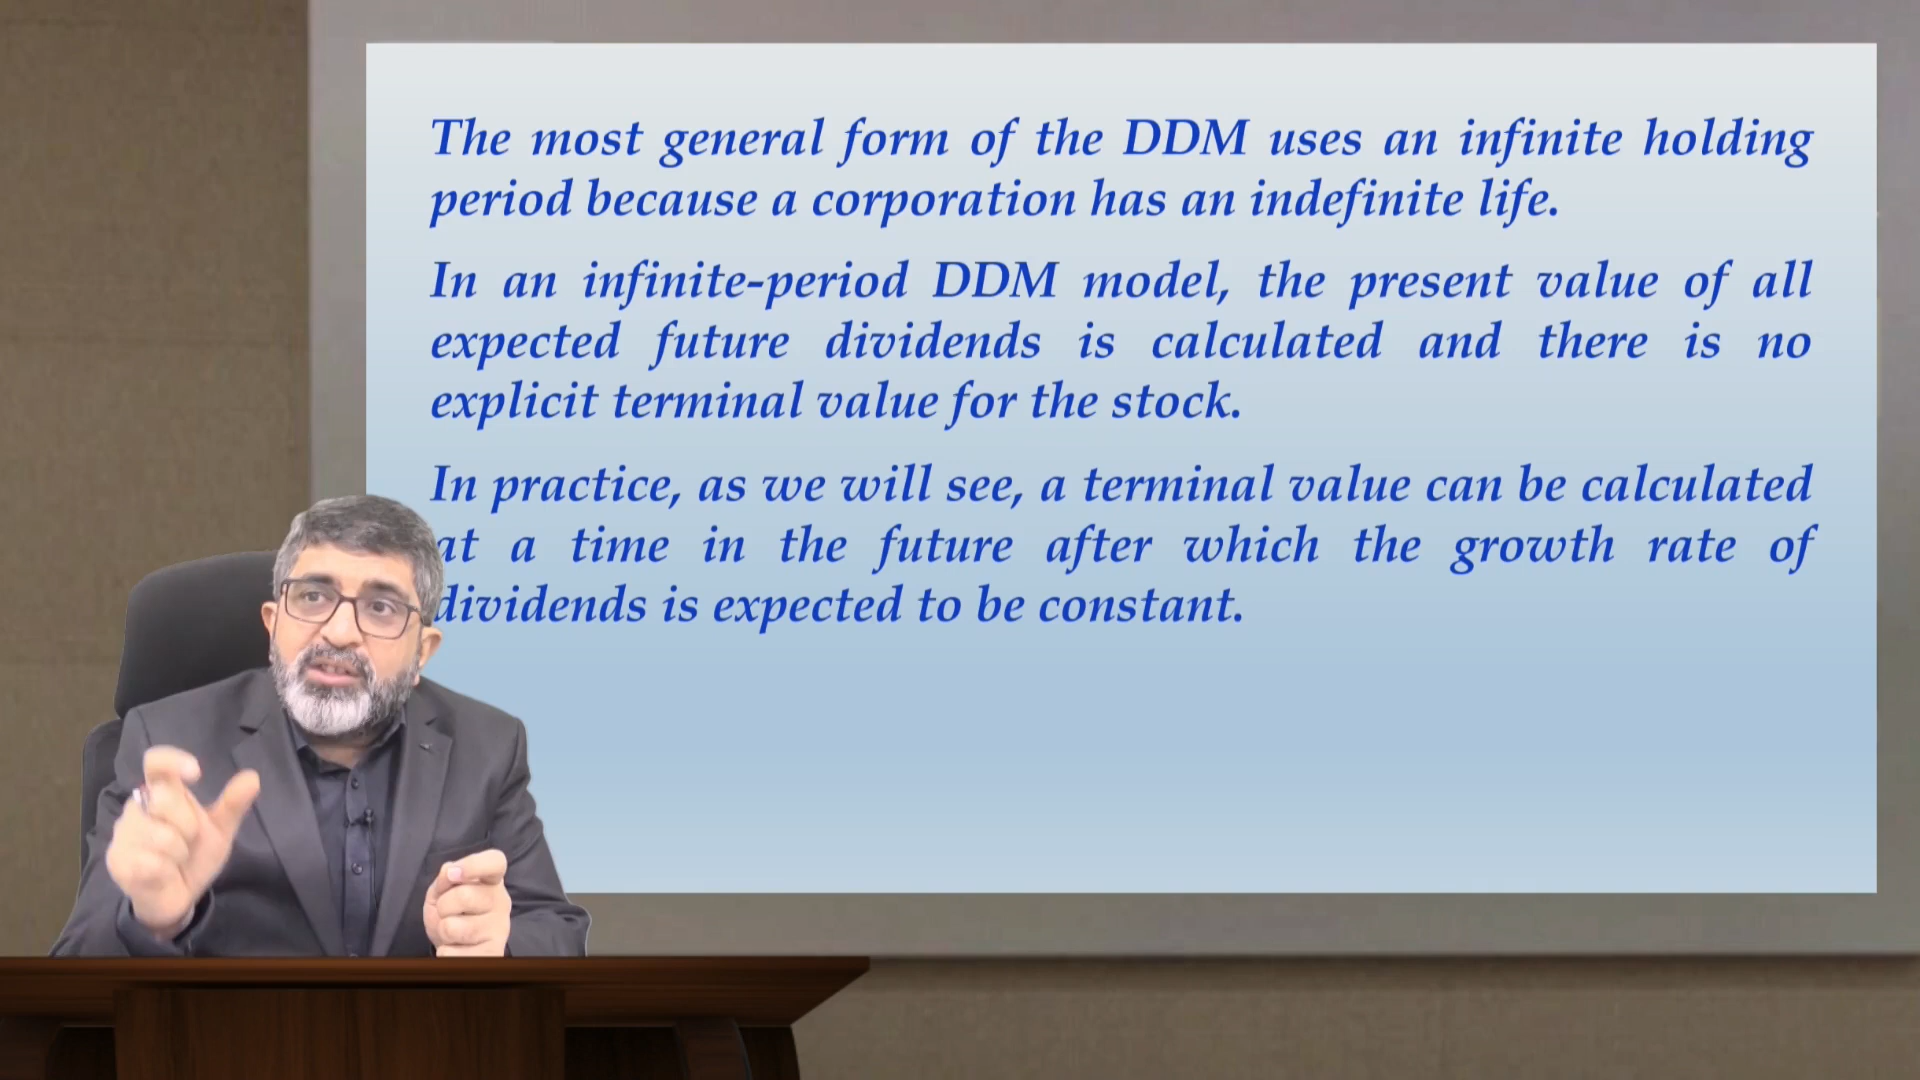 The most general form of the DDM uses an infinite holding
period because a corporation has an indefinite life.
In an infinite-period DDM model, the present value of all
expected future dividends is calculated and there is no
explicit terminal value for the stock.
In practice, as we will see, a terminal value can be calculated
at a time in the future after which the growth rate of
dividends is expected to be constant.